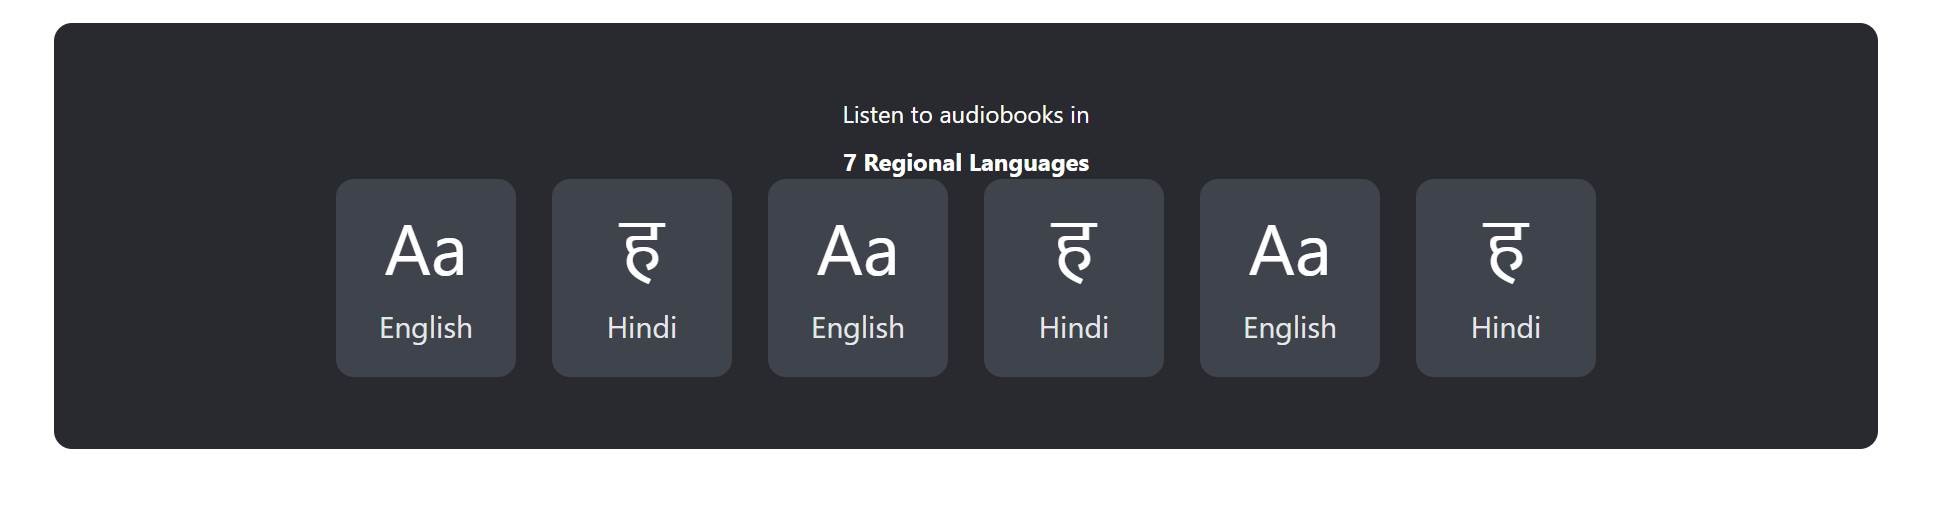 Listen to audiobooks in
7 Regional Languages
Aa ह Aa ह Aa ह
English Hindi English Hindi English Hindi